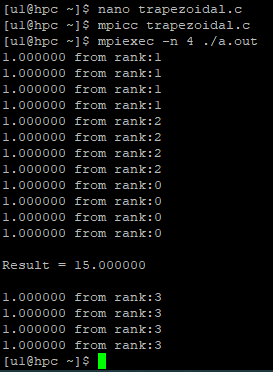 [u1@hpc ~]$ nano trapezoidal.c
[u1@hpc ~]$ mpicc trapezoidal.c
[u1@hpc ~]$ mpiexec -n 4 ./a.out
1.000000 from rank:1
1.000000 from rank:1
1.000000 from rank:1
1.000000 from rank:1
1.000000 from rank:2
1.000000 from rank:2
1.000000 from rank:2
1.000000 from rank:2
1.000000 from rank:0
1.000000 from rank:0
1.000000 from rank:0
1.000000 from rank:0
Result = 15.000000
1.000000 from rank:3
1.000000 from rank:3
1.000000 from rank:3
1.000000 from rank:3
[u1@hpc ~]$